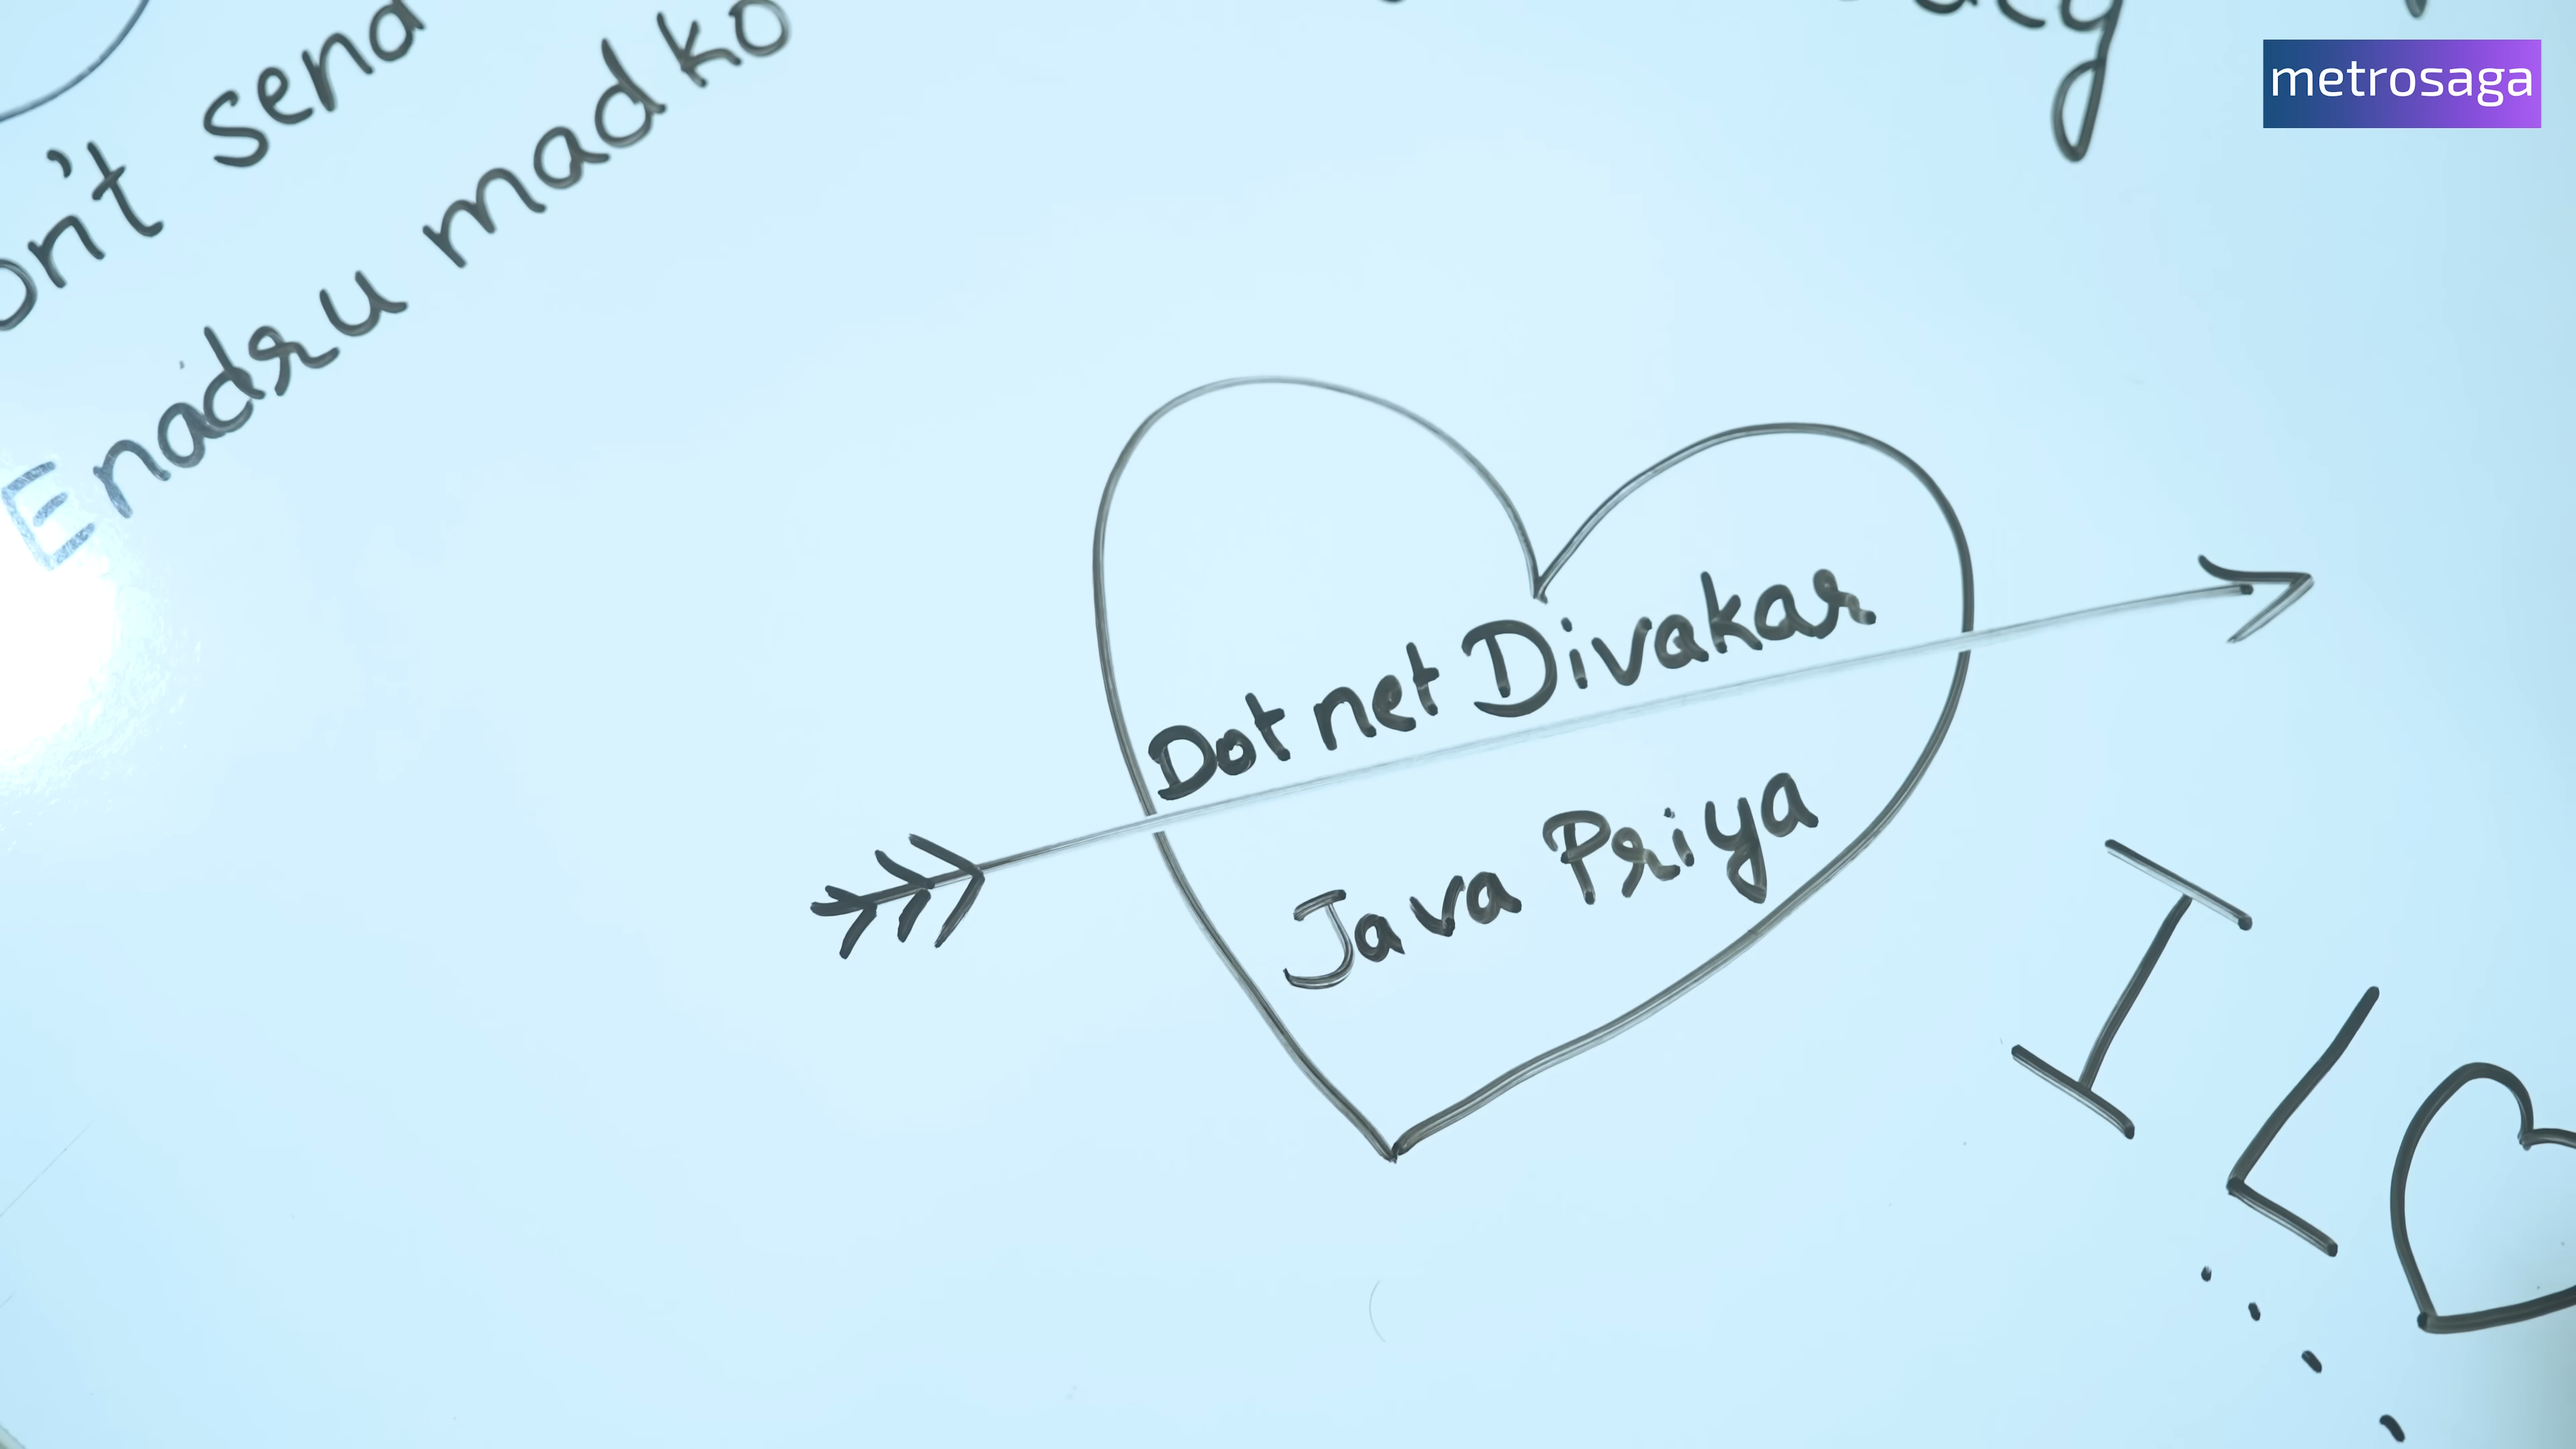 metrosaga
send
Enadru madko
Dot net Divakar
Java Priya
I L